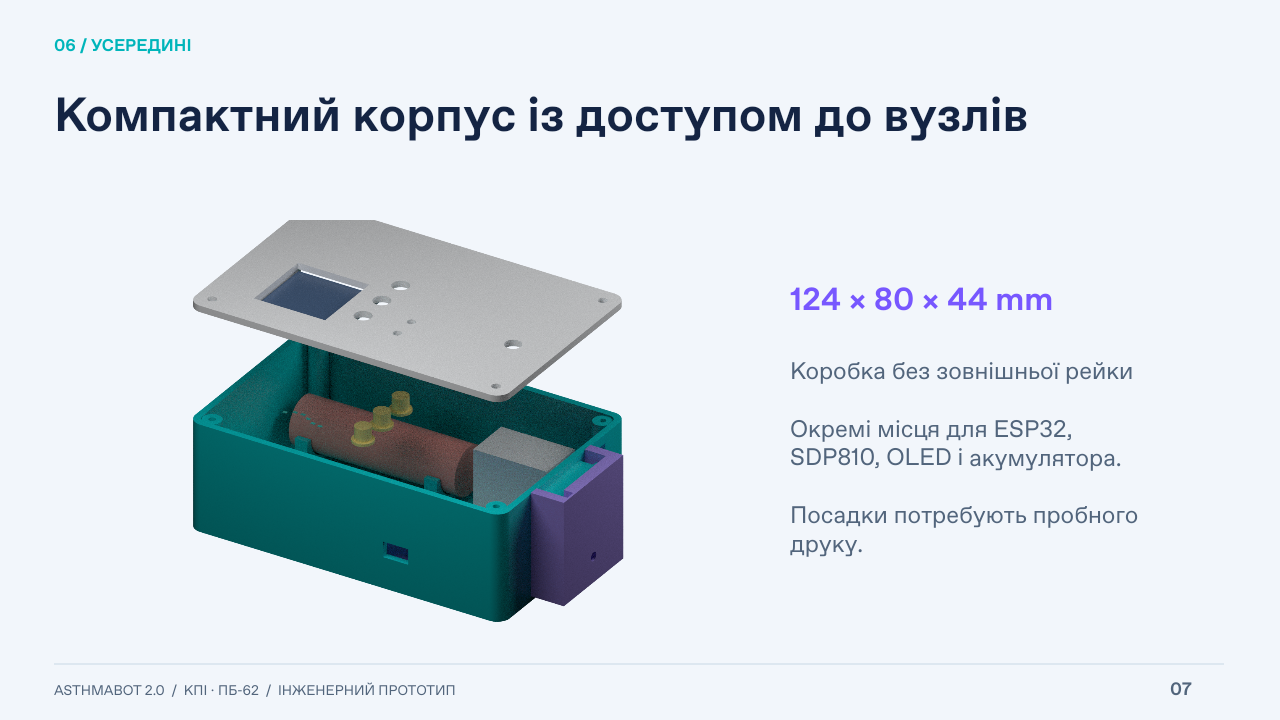 06 / УСЕРЕДИНІ
Компактний корпус із доступом до вузлів
124 × 80 × 44 mm
Коробка без зовнішньої рейки
Окремі місця для ESP32,
SDP810, OLED і акумулятора.
Посадки потребують пробного
друку.
ASTHMABOT 2.0 / КПІ · ПБ-62 / ІНЖЕНЕРНИЙ ПРОТОТИП
07